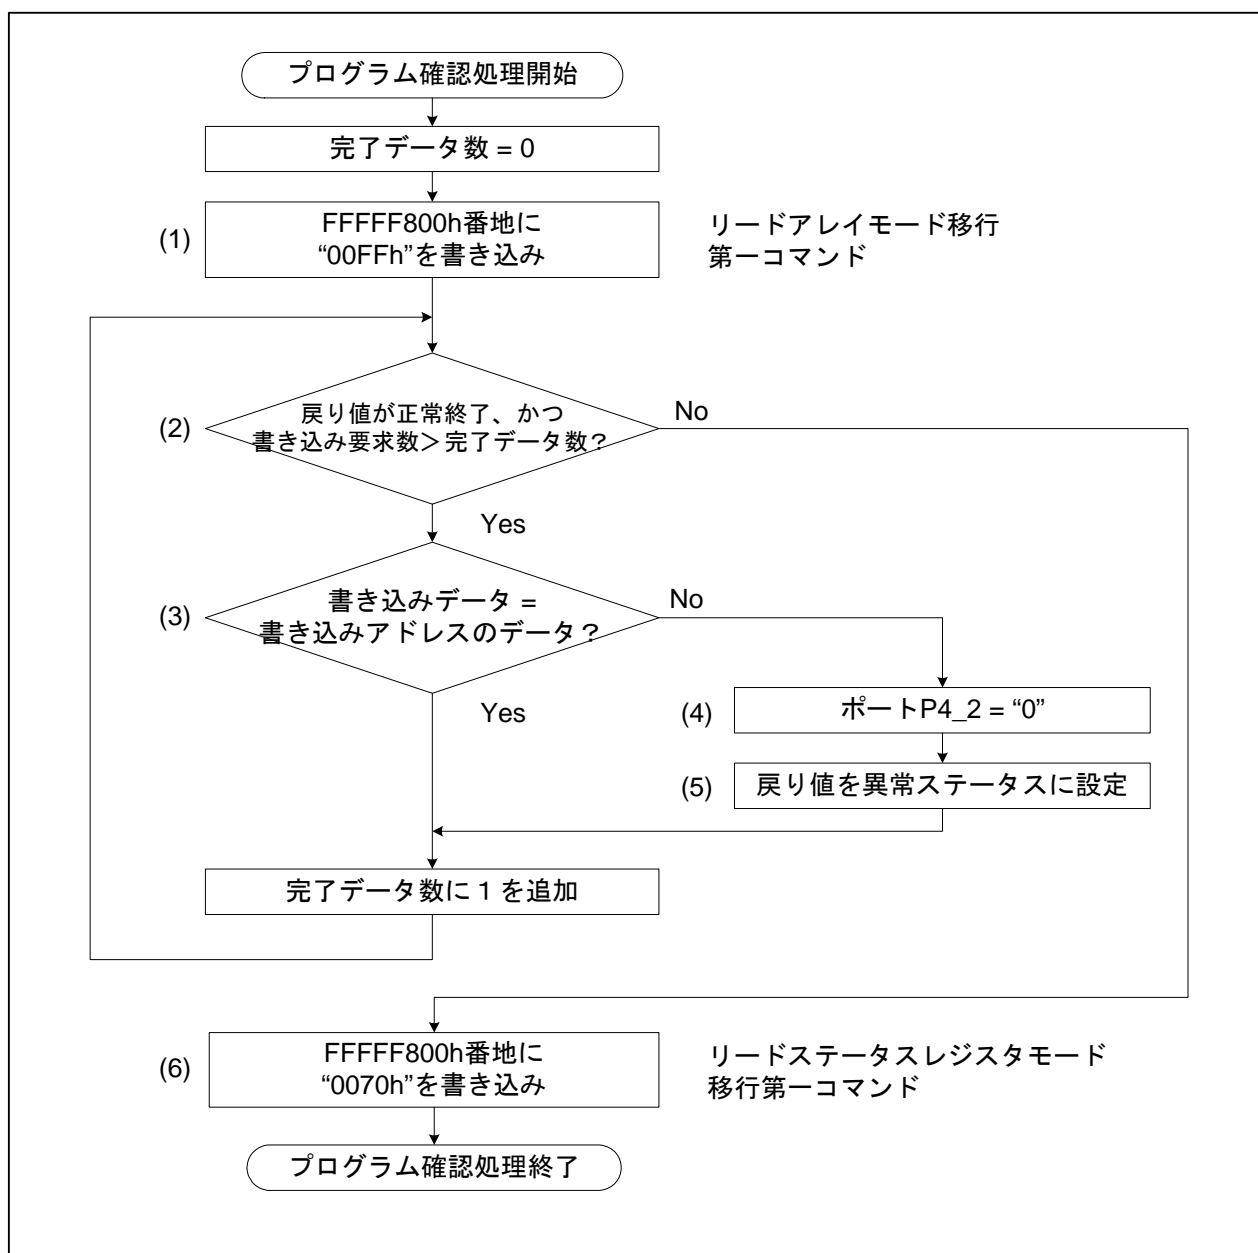 プログラム確認処理開始
完了データ数 = 0
(1)
FFFFF800h番地に
“00FFh”を書き込み
リードアレイモード移行
第一コマンド
(2)
戻り値が正常終了、かつ
書き込み要求数＞完了データ数？
No
Yes
(3)
書き込みデータ =
書き込みアドレスのデータ？
No
Yes
(4)
ポートP4_2 = “0”
(5)
戻り値を異常ステータスに設定
完了データ数に 1 を追加
(6)
FFFFF800h番地に
“0070h”を書き込み
リードステータスレジスタモード
移行第一コマンド
プログラム確認処理終了